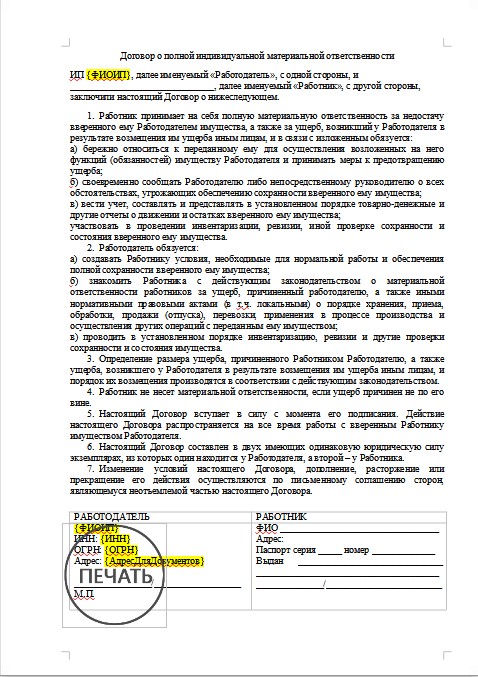 Договор о полной индивидуальной материальной ответственности
ИП {ФИОИП}, далее именуемый «Работодатель», с одной стороны, и
______________________________, далее именуемый «Работник», с другой стороны,
заключили настоящий Договор о нижеследующем.
1. Работник принимает на себя полную материальную ответственность за недостачу
вверенного ему Работодателем имущества, а также за ущерб, возникший у Работодателя в
результате возмещения им ущерба иным лицам, и в связи с изложенным обязуется:
а) бережно относиться к переданному ему для осуществления возложенных на него
функций (обязанностей) имуществу Работодателя и принимать меры к предотвращению
ущерба;
б) своевременно сообщать Работодателю либо непосредственному руководителю о всех
обстоятельствах, угрожающих обеспечению сохранности вверенного ему имущества;
в) вести учет, составлять и представлять в установленном порядке товарно-денежные и
другие отчеты о движении и остатках вверенного ему имущества;
участвовать в проведении инвентаризации, ревизии, иной проверке сохранности и
состояния вверенного ему имущества.
2. Работодатель обязуется:
а) создавать Работнику условия, необходимые для нормальной работы и обеспечения
полной сохранности вверенного ему имущества;
б) знакомить Работника с действующим законодательством о материальной
ответственности работников за ущерб, причиненный работодателю, а также иными
нормативными правовыми актами (в т.ч. локальными) о порядке хранения, приема,
обработки, продажи (отпуска), перевозки, применения в процессе производства и
осуществления других операций с переданным ему имуществом;
в) проводить в установленном порядке инвентаризацию, ревизии и другие проверки
сохранности и состояния имущества.
3. Определение размера ущерба, причиненного Работником Работодателю, а также
ущерба, возникшего у Работодателя в результате возмещения им ущерба иным лицам, и
порядок их возмещения производятся в соответствии с действующим законодательством.
4. Работник не несет материальной ответственности, если ущерб причинен не по его
вине.
5. Настоящий Договор вступает в силу с момента его подписания. Действие
настоящего Договора распространяется на все время работы с вверенным Работнику
имуществом Работодателя.
6. Настоящий Договор составлен в двух имеющих одинаковую юридическую силу
экземплярах, из которых один находится у Работодателя, а второй – у Работника.
7. Изменение условий настоящего Договора, дополнение, расторжение или
прекращение его действия осуществляются по письменному соглашению сторон,
являющемуся неотъемлемой частью настоящего Договора.
РАБОТОДАТЕЛЬ
{ФИОИП}
ИНН: {ИНН}
ОГРН: {ОГРН}
Адрес: {АдресДляДокументов}
ПЕЧАТЬ
________________/________________
М.П.
РАБОТНИК
ФИО ________________________________
Адрес:
Паспорт серия _____ номер _____________
Выдан ______________________________
______________________________________
______________/________________________